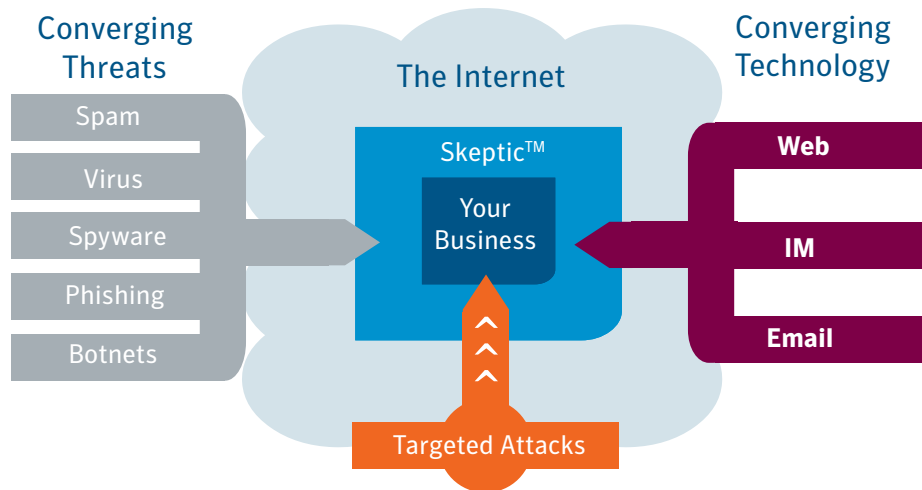 Converging
Threats
Spam
Virus
Spyware
Phishing
Botnets
The Internet
Skeptic™
Your
Business
Targeted Attacks
Converging
Technology
Web
IM
Email